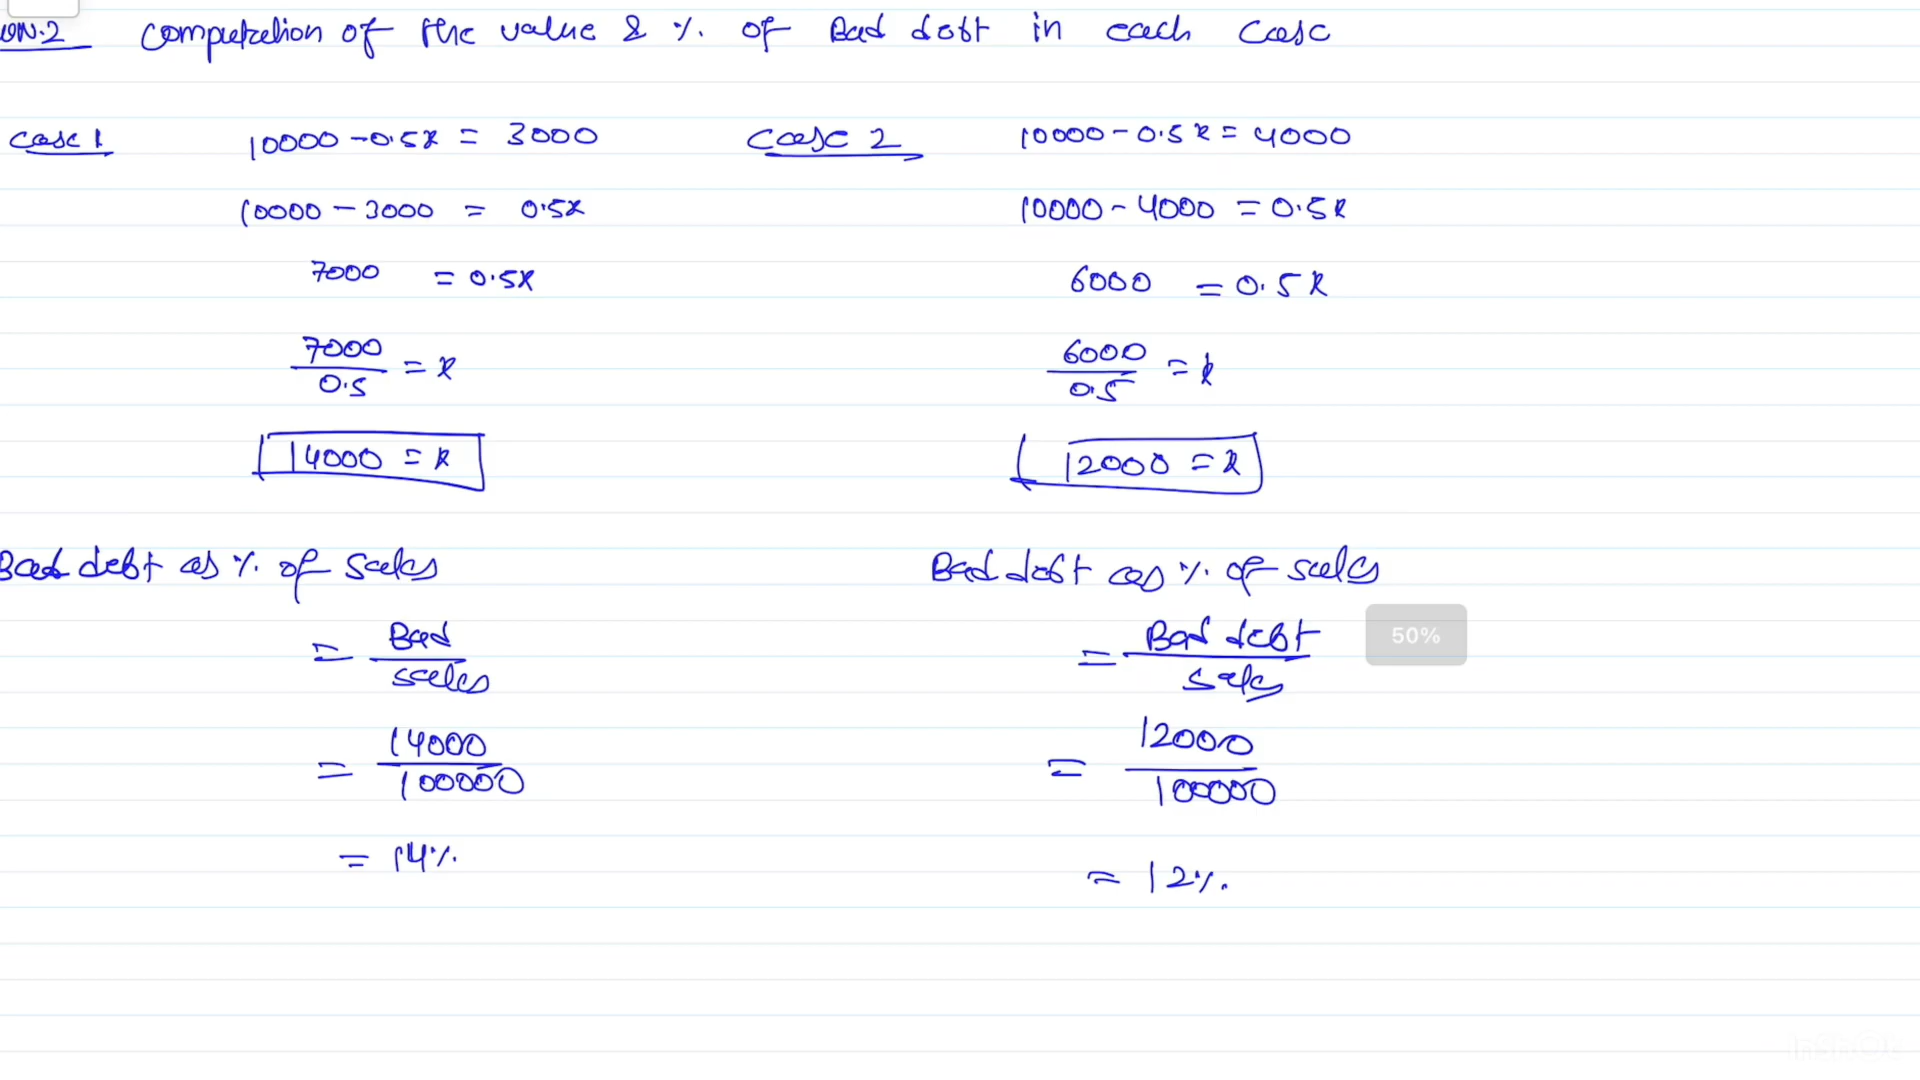 ON.2 Computation of the value & % of Bad debt in each case
Case 1
10000 - 0.5x = 3000
10000 - 3000 = 0.5x
7000 = 0.5x
7000
0.5
= x
14000 = x
Bad debt as % of sales
= Bad
sales
= 14000
100000
= 14%
Case 2
10000 - 0.5x = 4000
10000 - 4000 = 0.5x
6000 = 0.5x
6000
0.5
= x
12000 = x
Bad debt as % of sales
= Bad debt
sales
50%
= 12000
100000
= 12%.